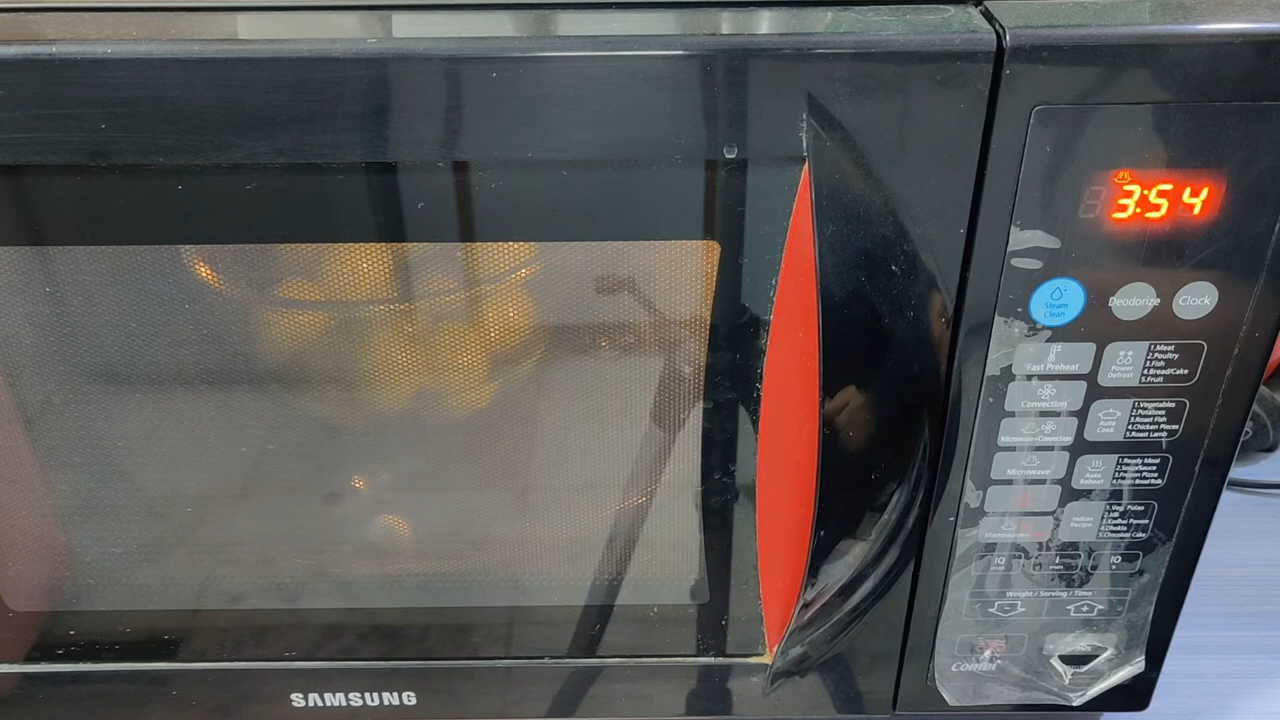 3:54
Steam
Clean
Deodorize
Clock
Fast Preheat
Power
Defrost
1.Meat
2.Poultry
3.Fish
4.Bread/Cake
5.Fruit
Convection
Auto
Cook
1.Vegetables
2.Potatoes
3.Roast Fish
4.Chicken Pieces
5.Roast Lamb
Microwave+Convection
Microwave
Auto
Reheat
1.Ready Meal
2.Soup/Sauce
3.Frozen Pizza
4.Frozen Bread Rolls
Microwave+
Indian
Recipe
1.Veg. Pulao
2.Idli
3.Kadhai Paneer
4.Dhokla
5.Chocolate Cake
10
min
1
min
10
s
Weight / Serving / Time
-
+
Combi
SAMSUNG